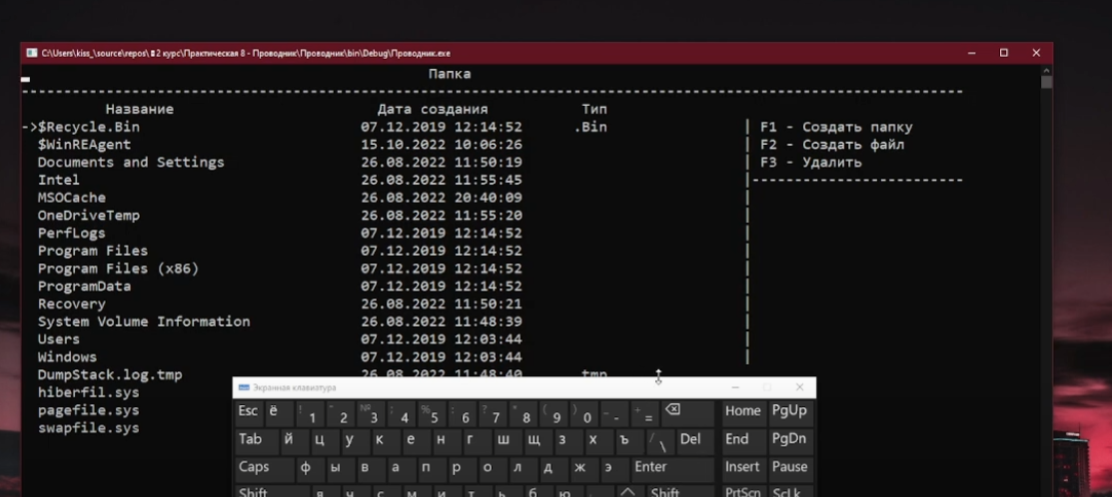 C:\Users\kiss_\source\repos\2 курс\Практическая 8 - Проводник\Проводник\bin\Debug\Проводник.exe
Папка
Название Дата создания Тип
->$Recycle.Bin 07.12.2019 12:14:52 .Bin | F1 - Создать папку
$WinREAgent 15.10.2022 10:06:26 | F2 - Создать файл
Documents and Settings 26.08.2022 11:50:19 | F3 - Удалить
Intel 26.08.2022 11:55:45
MSOCache 26.08.2022 20:40:09
OneDriveTemp 26.08.2022 11:55:20
PerfLogs 07.12.2019 12:14:52
Program Files 07.12.2019 12:14:52
Program Files (x86) 07.12.2019 12:14:52
ProgramData 07.12.2019 12:14:52
Recovery 26.08.2022 11:50:21
System Volume Information 26.08.2022 11:48:39
Users 07.12.2019 12:03:44
Windows 07.12.2019 12:03:44
DumpStack.log.tmp 26.08.2022 11:48:40 .tmp
hiberfil.sys
pagefile.sys
swapfile.sys
Экранная клавиатура
Esc ё ! 1 " 2 № 3 ; 4 % 5 : 6 ? 7 * 8 ( 9 ) 0 _ - + = Home PgUp
Tab й ц у к е н г ш щ з х ъ / \ Del End PgDn
Caps ф ы в а п р о л д ж э Enter Insert Pause
Shift я ч с м и т ь б ю . Shift PrtScn ScLk